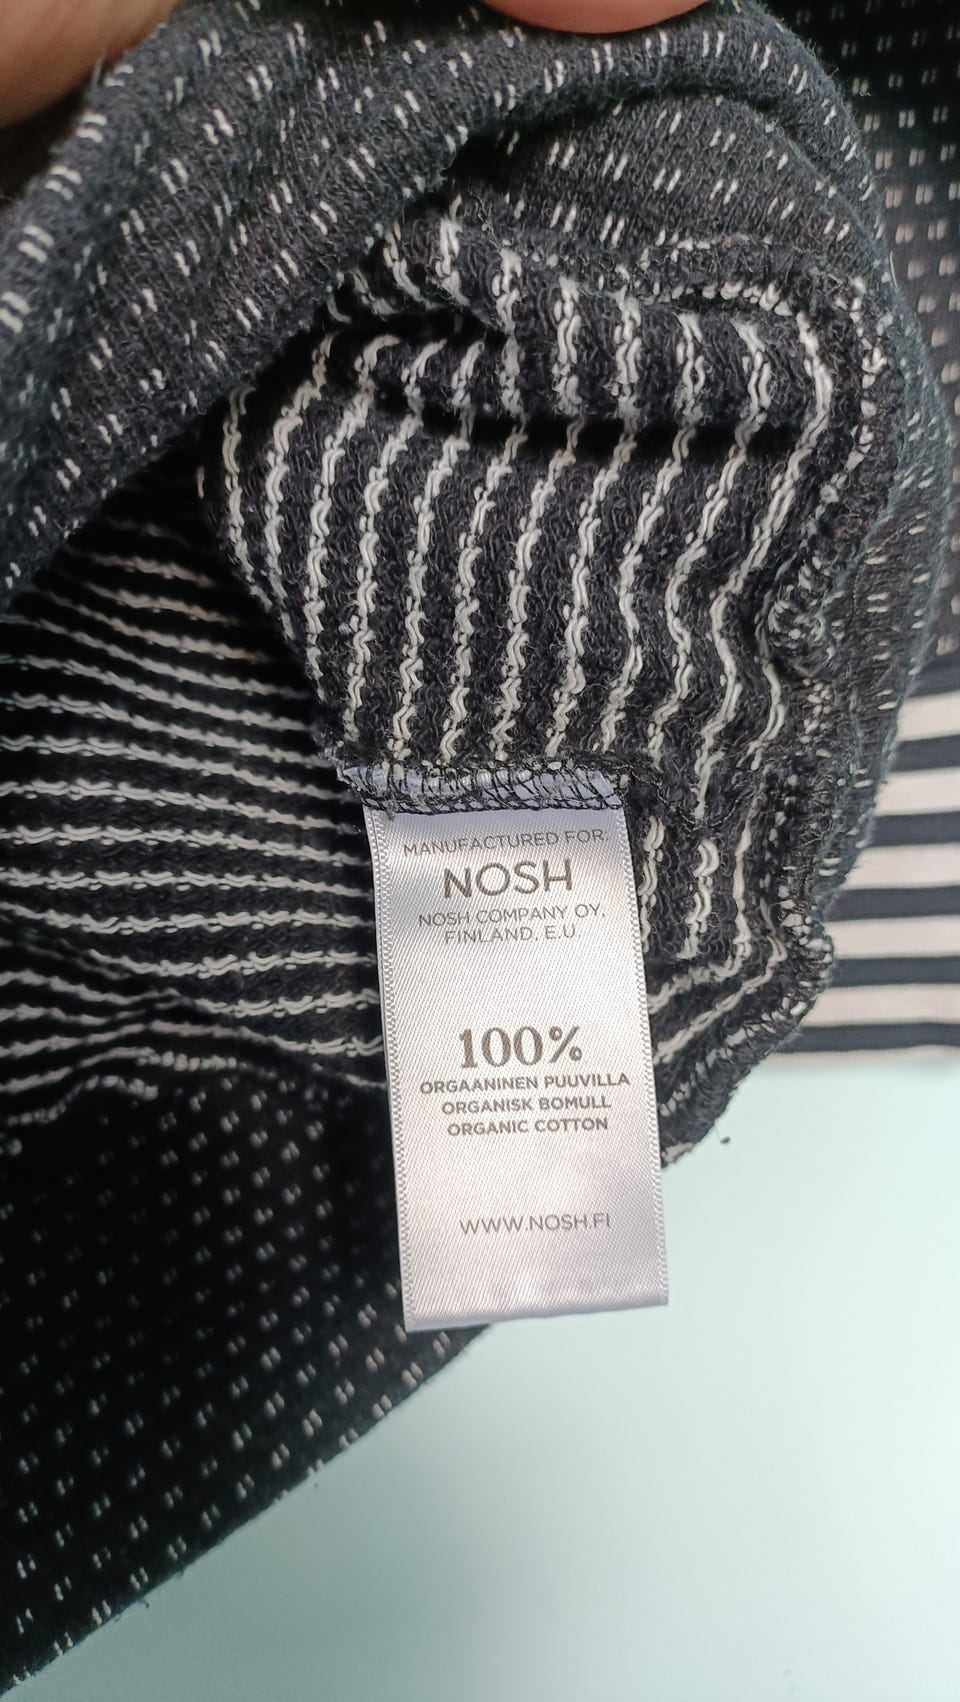 MANUFACTURED FOR:
NOSH
NOSH COMPANY OY,
FINLAND, E.U.
100%
ORGAANINEN PUUVILLA
ORGANISK BOMULL
ORGANIC COTTON
WWW.NOSH.FI